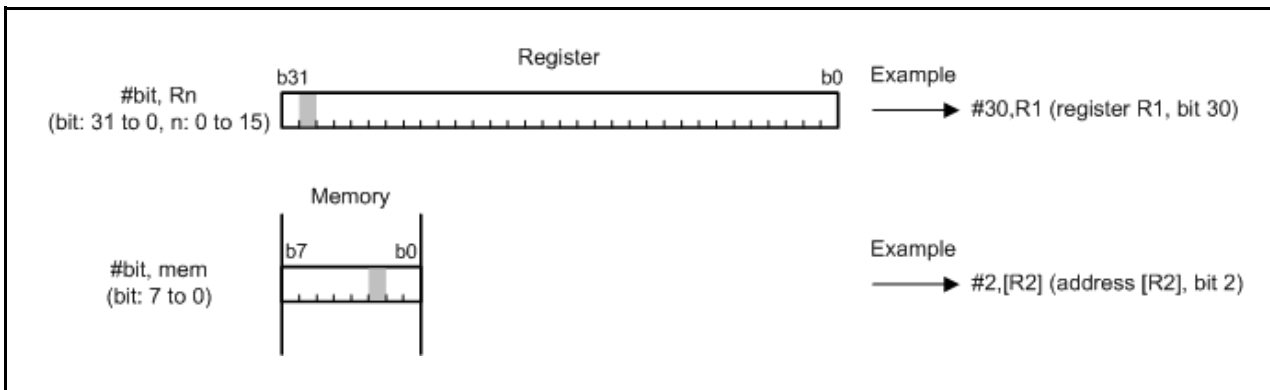 Register
b31
b0
Example
#bit, Rn
(bit: 31 to 0, n: 0 to 15)
#30,R1 (register R1, bit 30)
Memory
b7
b0
Example
#bit, mem
(bit: 7 to 0)
#2,[R2] (address [R2], bit 2)